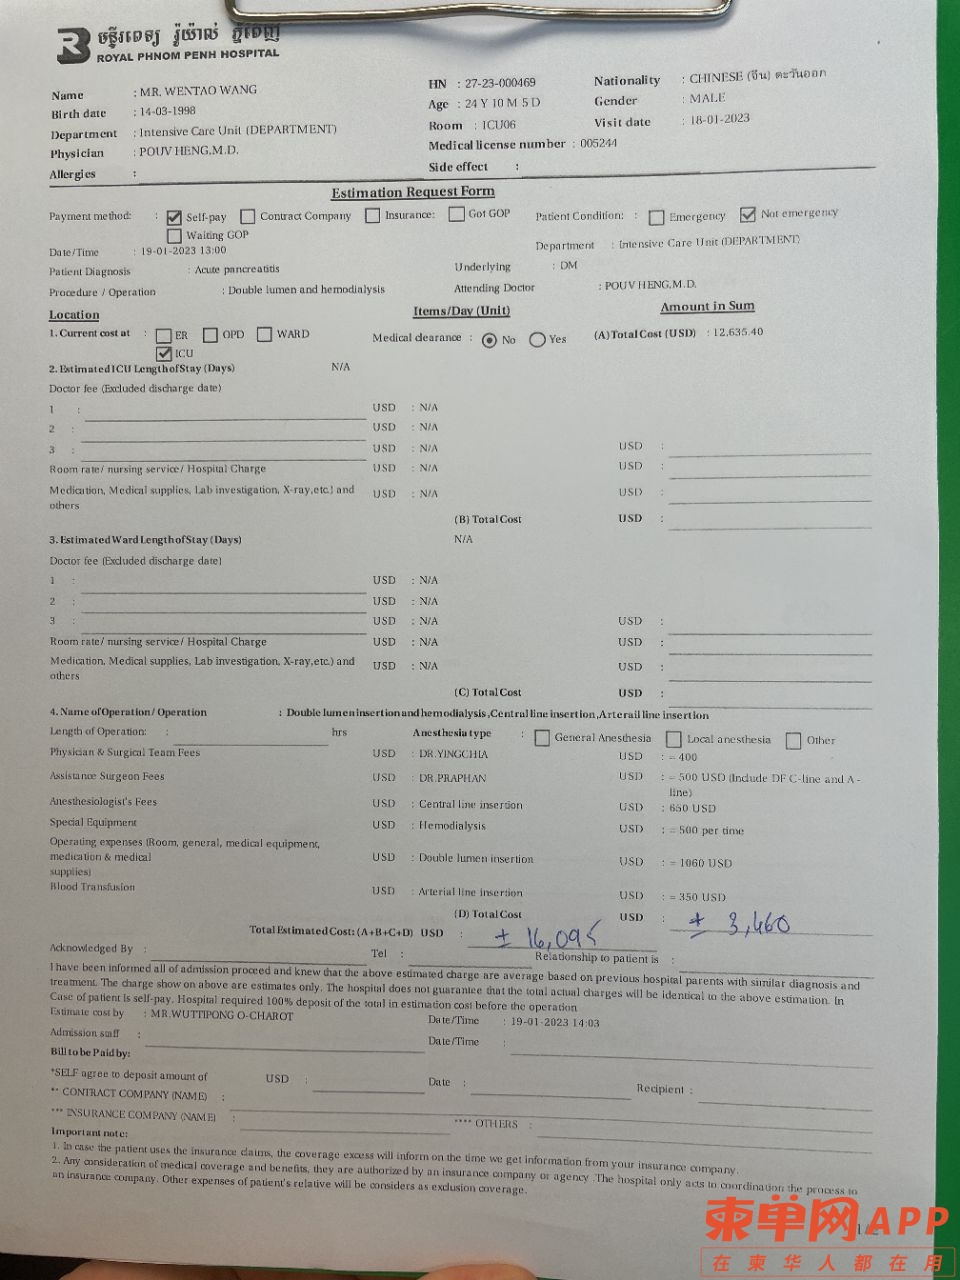 មន្ទីរពេទ្យ រ៉ូយ៉ាល់ ភ្នំពេញ
ROYAL PHNOM PENH HOSPITAL
Name : MR. WENTAO WANG HN : 27-23-000469 Nationality : CHINESE (จีน) ตะวันออก
Birth date : 14-03-1998 Age : 24 Y 10 M 5 D Gender : MALE
Department : Intensive Care Unit (DEPARTMENT) Room : ICU06 Visit date : 18-01-2023
Physician : POUV HENG,M.D. Medical license number : 005244
Allergies : Side effect :
Estimation Request Form
Payment method: : Self-pay Contract Company Insurance: Got GOP Patient Condition: : Emergency Not emergency
Waiting GOP
Date/Time : 19-01-2023 13:00 Department : Intensive Care Unit (DEPARTMENT)
Patient Diagnosis : Acute pancreatitis Underlying : DM
Procedure / Operation : Double lumen and hemodialysis Attending Doctor : POUV HENG,M.D.
Location Items/Day (Unit) Amount in Sum
1. Current cost at : ER OPD WARD Medical clearance : No Yes (A) Total Cost (USD) : 12,635.40
ICU
2. Estimated ICU Length of Stay (Days) N/A
Doctor fee (Excluded discharge date)
1 : USD : N/A
2 : USD : N/A
3 : USD : N/A USD :
Room rate/ nursing service/ Hospital Charge USD : N/A USD :
Medication, Medical supplies, Lab investigation, X-ray,etc.) and USD : N/A USD :
others
(B) Total Cost USD :
3. Estimated Ward Length of Stay (Days) N/A
Doctor fee (Excluded discharge date)
1 : USD : N/A
2 : USD : N/A
3 : USD : N/A USD :
Room rate/ nursing service/ Hospital Charge USD : N/A USD :
Medication, Medical supplies, Lab investigation, X-ray,etc.) and USD : N/A USD :
others
(C) Total Cost USD :
4. Name of Operation/ Operation : Double lumen insertion and hemodialysis ,Central line insertion, Arterail line insertion
Length of Operation: : hrs Anesthesia type : General Anesthesia Local anesthesia Other
Physician & Surgical Team Fees USD : DR.YINGCHIA USD : = 400
Assistance Surgeon Fees USD : DR.PRAPHAN USD : = 500 USD (Include DF C-line and A-
line)
Anesthesiologist's Fees USD : Central line insertion USD : 650 USD
Special Equipment USD : Hemodialysis USD : = 500 per time
Operating expenses (Room, general, medical equipment,
medication & medical USD : Double lumen insertion USD : = 1060 USD
supplies)
Blood Transfusion USD : Arterial line insertion USD : = 350 USD
(D) Total Cost USD : ± 3,460
Total Estimated Cost: (A+B+C+D) USD : ± 16,095
Acknowledged By : Tel : Relationship to patient is :
I have been informed all of admission proceed and knew that the above estimated charge are average based on previous hospital parents with similar diagnosis and
treatment. The charge show on above are estimates only. The hospital does not guarantee that the total actual charges will be identical to the above estimation. In
Case of patient is self-pay. Hospital required 100% deposit of the total in estimation cost before the operation
Estimate cost by : MR.WUTTIPONG O-CHAROT Date/Time : 19-01-2023 14:03
Admission staff : Date/Time :
Bill to be Paid by:
*SELF agree to deposit amount of USD : Date : Recipient :
** CONTRACT COMPANY (NAME) :
*** INSURANCE COMPANY (NAME) : **** OTHERS :
Important note:
1. In case the patient uses the insurance claims, the coverage excess will inform on the time we get information from your insurance company.
2. Any consideration of medical coverage and benefits, they are authorized by an insurance company or agency .The hospital only acts to coordination the process to
an insurance company. Other expenses of patient's relative will be considers as exclusion coverage.
柬单网APP
在柬华人都在用